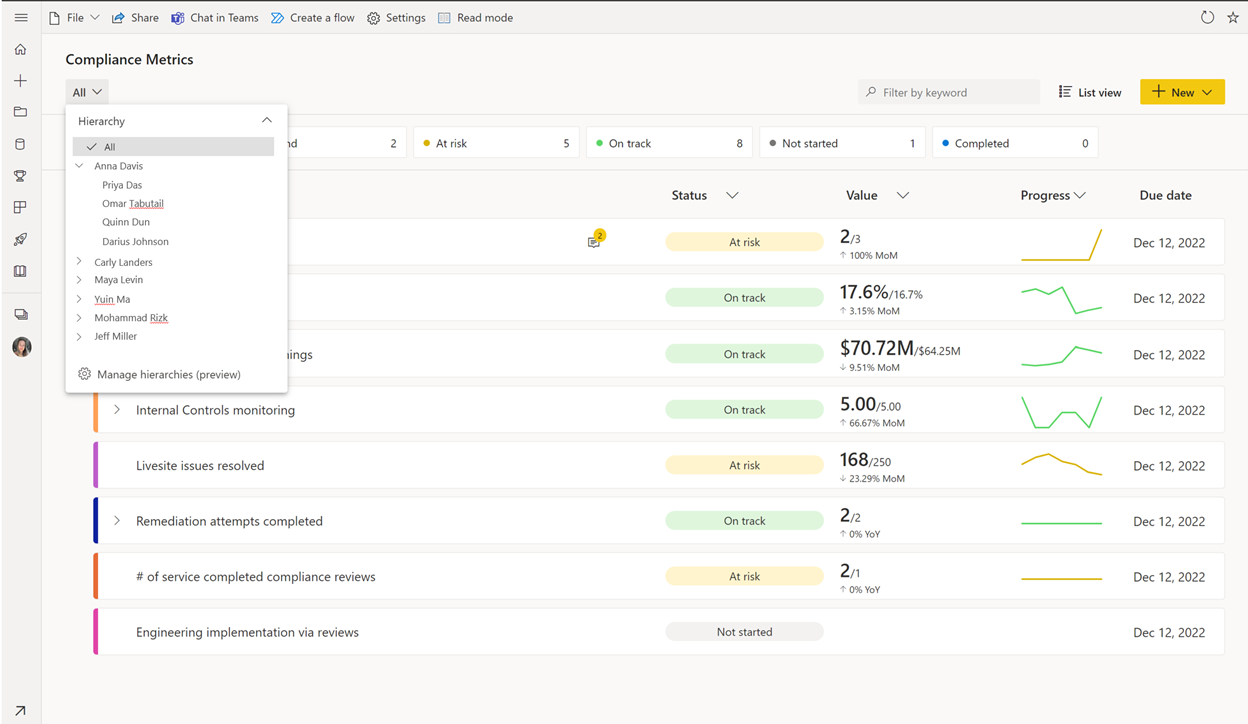 File Share Chat in Teams Create a flow Settings Read mode
Compliance Metrics
All
Filter by keyword List view New
Hierarchy
All
Anna Davis
Priya Das
Omar Tabutail
Quinn Dun
Darius Johnson
Carly Landers
Maya Levin
Yuin Ma
Mohammad Rizk
Jeff Miller
Manage hierarchies (preview)
2 At risk 5 On track 8 Not started 1 Completed 0
Status Value Progress Due date
2 At risk 2/3 Dec 12, 2022
↑ 100% MoM
On track 17.6%/16.7% Dec 12, 2022
↑ 3.15% MoM
On track $70.72M/$64.25M Dec 12, 2022
↓ 9.51% MoM
Internal Controls monitoring On track 5.00/5.00 Dec 12, 2022
↑ 66.67% MoM
Livesite issues resolved At risk 168/250 Dec 12, 2022
↓ 23.29% MoM
Remediation attempts completed On track 2/2 Dec 12, 2022
↑ 0% YoY
# of service completed compliance reviews At risk 2/1 Dec 12, 2022
↑ 0% YoY
Engineering implementation via reviews Not started Dec 12, 2022